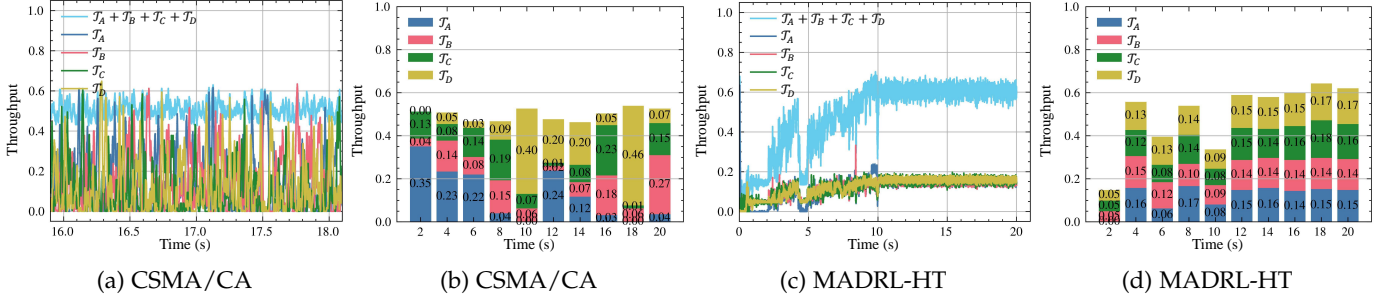 1.0
0.8
0.6
0.4
0.2
0.0
Throughput
𝒯A + 𝒯B + 𝒯C + 𝒯D
𝒯A
𝒯B
𝒯C
𝒯D
16.0 16.5 17.0 17.5 18.0
Time (s)
(a) CSMA/CA
1.0
0.8
0.6
0.4
0.2
0.0
Throughput
𝒯A
𝒯B
𝒯C
𝒯D
0.00 0.05 0.03 0.09 0.40 0.20 0.20 0.05 0.46 0.07
0.13 0.08 0.14 0.19 0.07 0.01 0.08 0.23 0.01 0.15
0.04 0.14 0.08 0.15 0.06 0.07 0.18 0.06 0.27
0.35 0.23 0.22 0.04 0.00 0.24 0.12 0.03 0.00 0.04
2 4 6 8 10 12 14 16 18 20
Time (s)
(b) CSMA/CA
1.0
0.8
0.6
0.4
0.2
0.0
Throughput
𝒯A + 𝒯B + 𝒯C + 𝒯D
𝒯A
𝒯B
𝒯C
𝒯D
0 5 10 15 20
Time (s)
(c) MADRL-HT
1.0
0.8
0.6
0.4
0.2
0.0
Throughput
𝒯A
𝒯B
𝒯C
𝒯D
0.05 0.13 0.13 0.14 0.09 0.15 0.15 0.15 0.17 0.17
0.05 0.12 0.08 0.14 0.08 0.15 0.14 0.16 0.18 0.16
0.05 0.15 0.12 0.10 0.09 0.14 0.14 0.14 0.14 0.14
0.16 0.06 0.17 0.08 0.15 0.16 0.14 0.15 0.15
2 4 6 8 10 12 14 16 18 20
Time (s)
(d) MADRL-HT